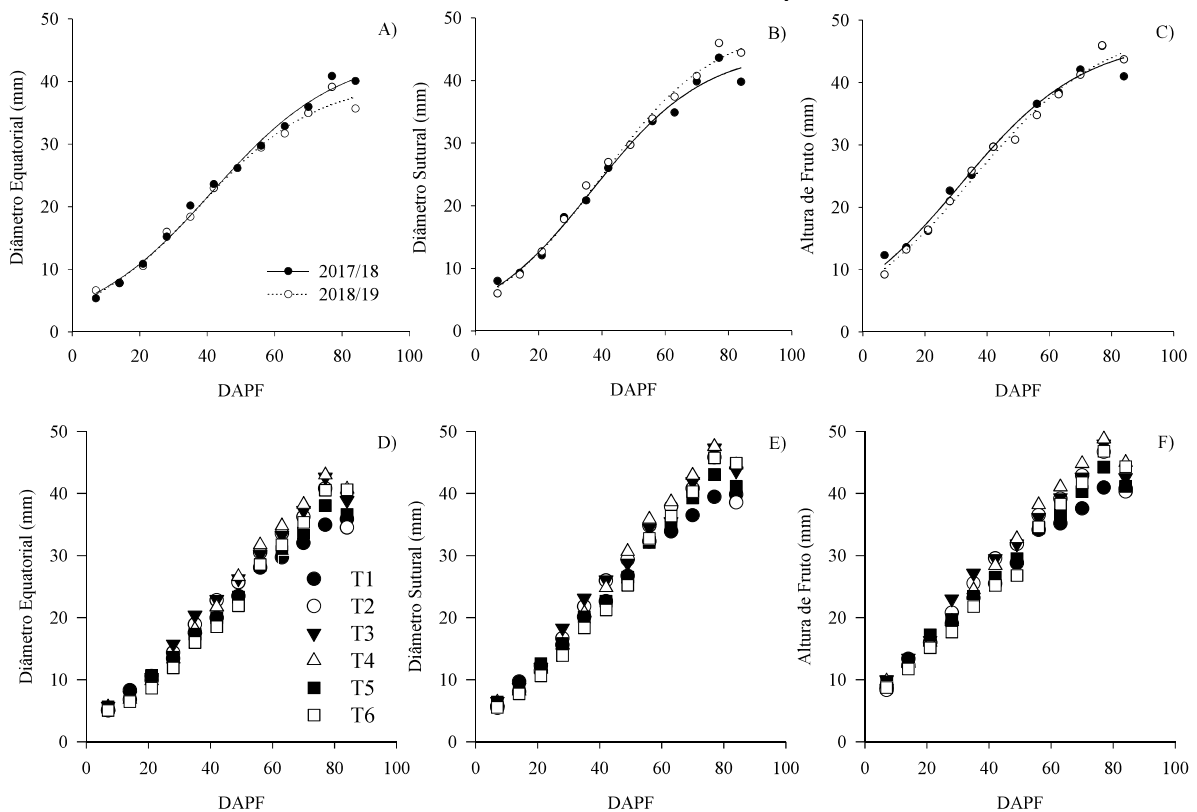 A)
50
40
30
20
10
0
Diâmetro Equatorial (mm)
2017/18
2018/19
0 20 40 60 80 100
DAPF
B)
50
40
30
20
10
0
Diâmetro Sutural (mm)
0 20 40 60 80 100
DAPF
C)
50
40
30
20
10
0
Altura de Fruto (mm)
0 20 40 60 80 100
DAPF
D)
50
40
30
20
10
0
Diâmetro Equatorial (mm)
T1
T2
T3
T4
T5
T6
0 20 40 60 80 100
DAPF
E)
50
40
30
20
10
0
Diâmetro Sutural (mm)
0 20 40 60 80 100
DAPF
F)
50
40
30
20
10
0
Altura de Fruto (mm)
0 20 40 60 80 100
DAPF